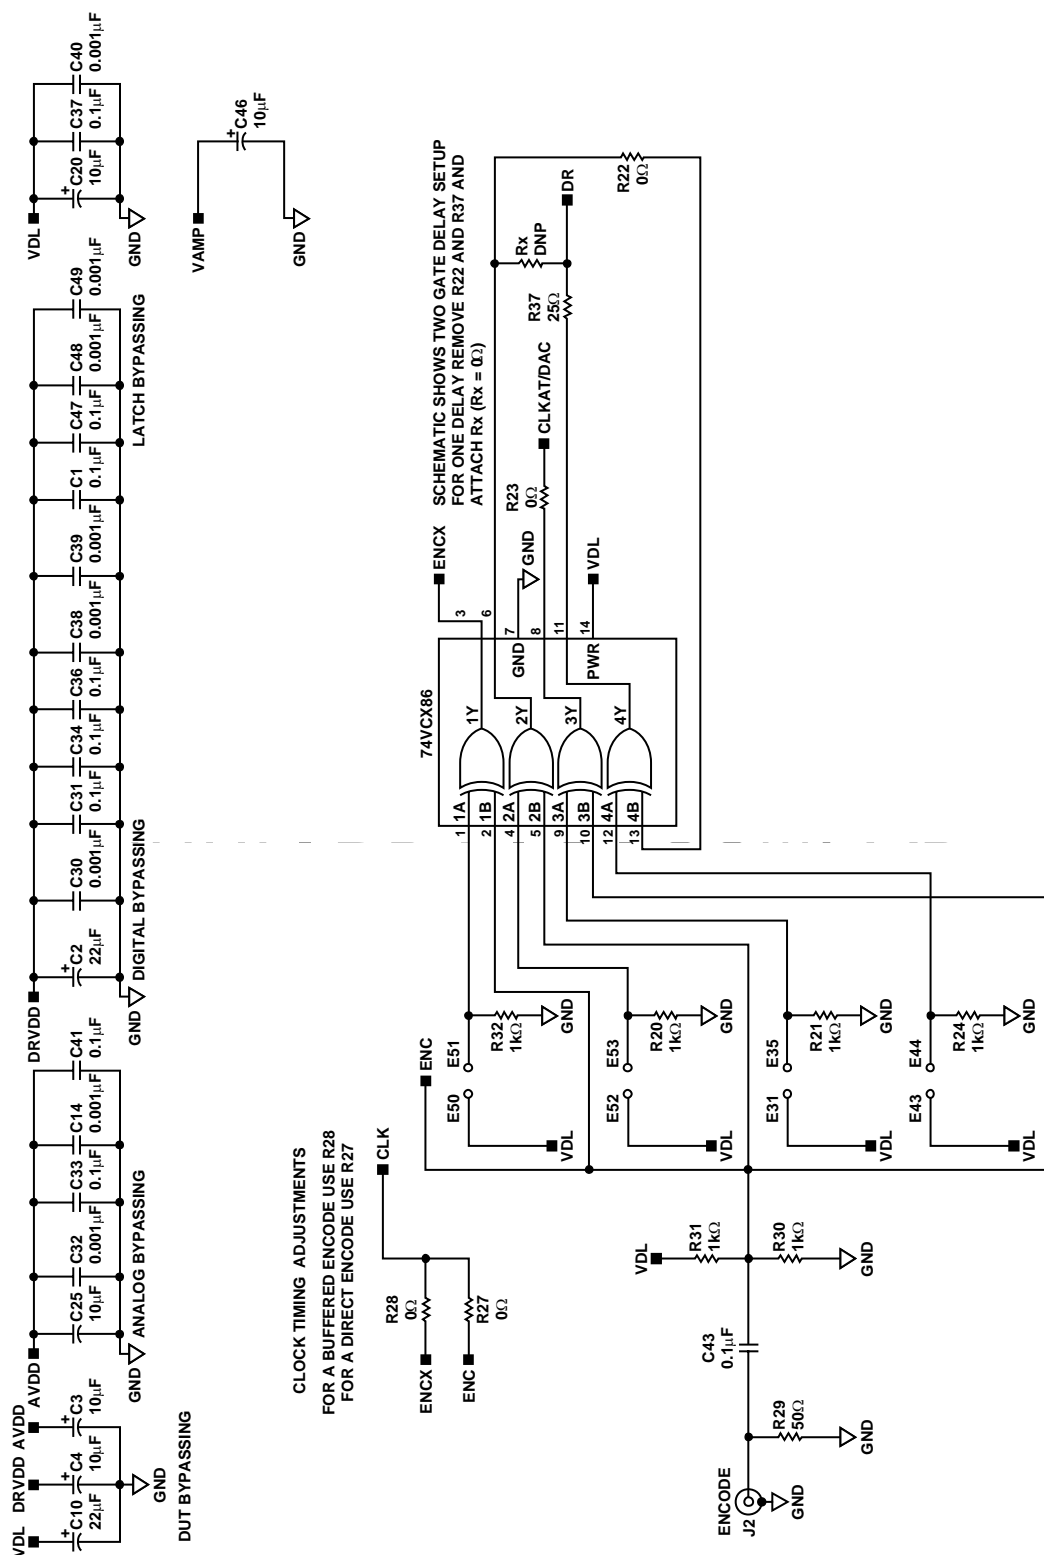 VDL
DRVDD
AVDD
C10
22μF
C4
10μF
C3
10μF
GND
DUT BYPASSING
AVDD
C25
10μF
C32
0.001μF
C33
0.1μF
C14
0.001μF
C41
0.1μF
GND
ANALOG BYPASSING
DRVDD
C2
22μF
C30
0.001μF
C31
0.1μF
C34
0.1μF
C36
0.1μF
C38
0.001μF
C39
0.001μF
C1
0.1μF
C47
0.1μF
C48
0.001μF
C49
0.001μF
GND
DIGITAL BYPASSING
LATCH BYPASSING
VDL
C20
10μF
C37
0.1μF
C40
0.001μF
GND
VAMP
C46
10μF
GND
CLOCK TIMING ADJUSTMENTS
FOR A BUFFERED ENCODE USE R28
FOR A DIRECT ENCODE USE R27
CLK
R28
0Ω
ENCX
R27
0Ω
ENC
SCHEMATIC SHOWS TWO GATE DELAY SETUP
FOR ONE DELAY REMOVE R22 AND R37 AND
ATTACH Rx (Rx = 0Ω)
ENC
ENCX
74VCX86
1 1A
2 1B
4 2A
5 2B
9 3A
10 3B
12 4A
13 4B
1Y 3
2Y 6
GND 7
3Y 8
4Y 11
PWR 14
GND
VDL
R23
0Ω
CLKAT/DAC
R37
25Ω
Rx
DNP
DR
R22
0Ω
E50
E51
R32
1kΩ
GND
VDL
E52
E53
R20
1kΩ
GND
VDL
E31
E35
R21
1kΩ
GND
VDL
E43
E44
R24
1kΩ
GND
VDL
VDL
R31
1kΩ
R30
1kΩ
GND
C43
0.1μF
R29
50Ω
GND
ENCODE
J2
GND